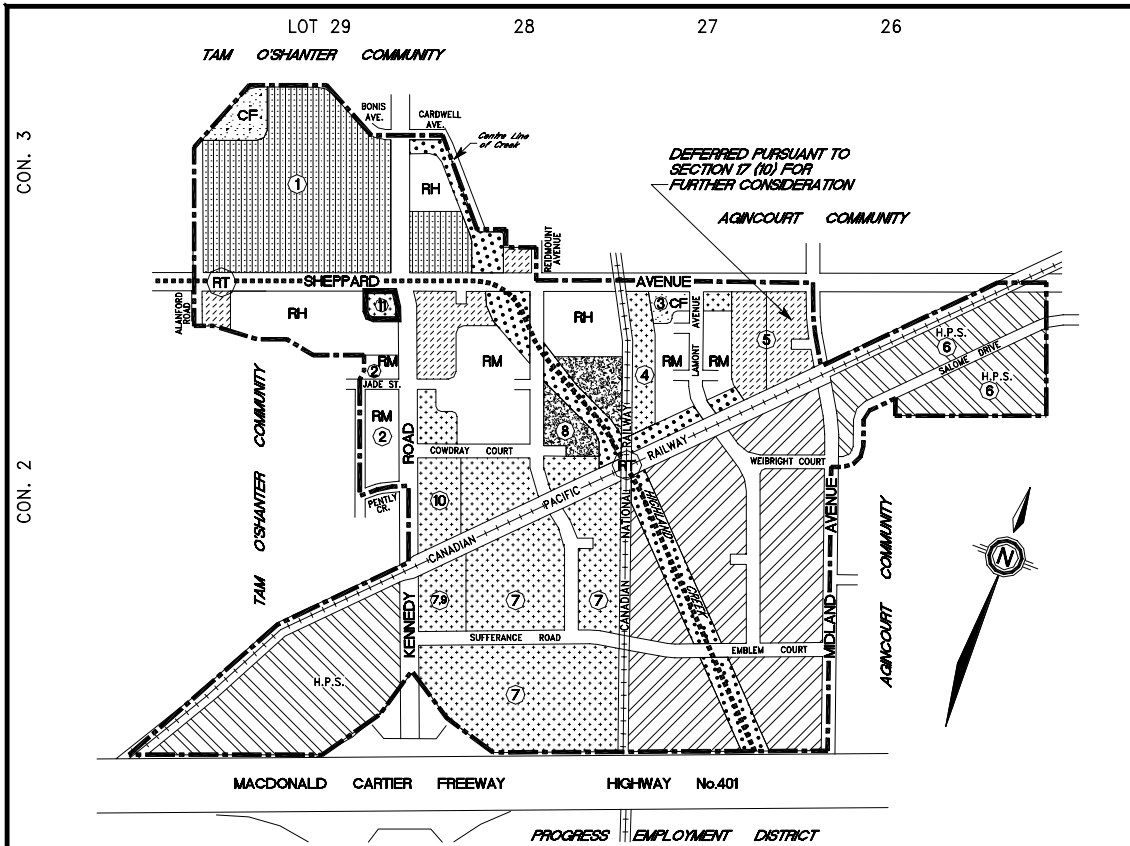 LOT 29 28 27 26
TAM O'SHANTER COMMUNITY
CON. 3
CF
BONIS
AVE.
CARDWELL
AVE.
Centre Line
of Creek
DEFERRED PURSUANT TO
SECTION 17 (10) FOR
FURTHER CONSIDERATION
1
RH
AGINCOURT COMMUNITY
REIDMOUNT
AVENUE
RT
SHEPPARD AVENUE
ALANFORD
ROAD
RH
11
RH
3 CF
LAMONT AVENUE
5
H.P.S.
6
SALOME DRIVE
H.P.S.
6
RM
2
JADE ST.
RM
4
RM
RM
TAM O'SHANTER COMMUNITY
RM
2
KENNEDY ROAD
8
COWDRAY COURT
RT
CANADIAN PACIFIC RAILWAY
CANADIAN NATIONAL RAILWAY
WEIBRIGHT COURT
CON. 2
PENTLY
CR.
10
HIGHLAND CREEK
MIDLAND AVENUE
AGINCOURT COMMUNITY
N
7,9
7
7
SUFFERANCE ROAD
EMBLEM COURT
H.P.S.
7
MACDONALD CARTIER FREEWAY HIGHWAY No.401
PROGRESS EMPLOYMENT DISTRICT